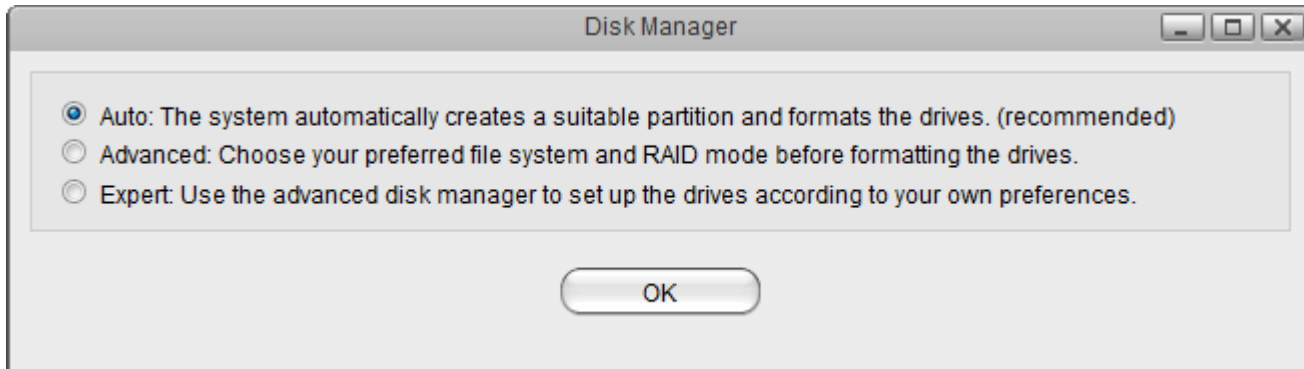 Disk Manager
Auto: The system automatically creates a suitable partition and formats the drives. (recommended)
Advanced: Choose your preferred file system and RAID mode before formatting the drives.
Expert: Use the advanced disk manager to set up the drives according to your own preferences.
OK